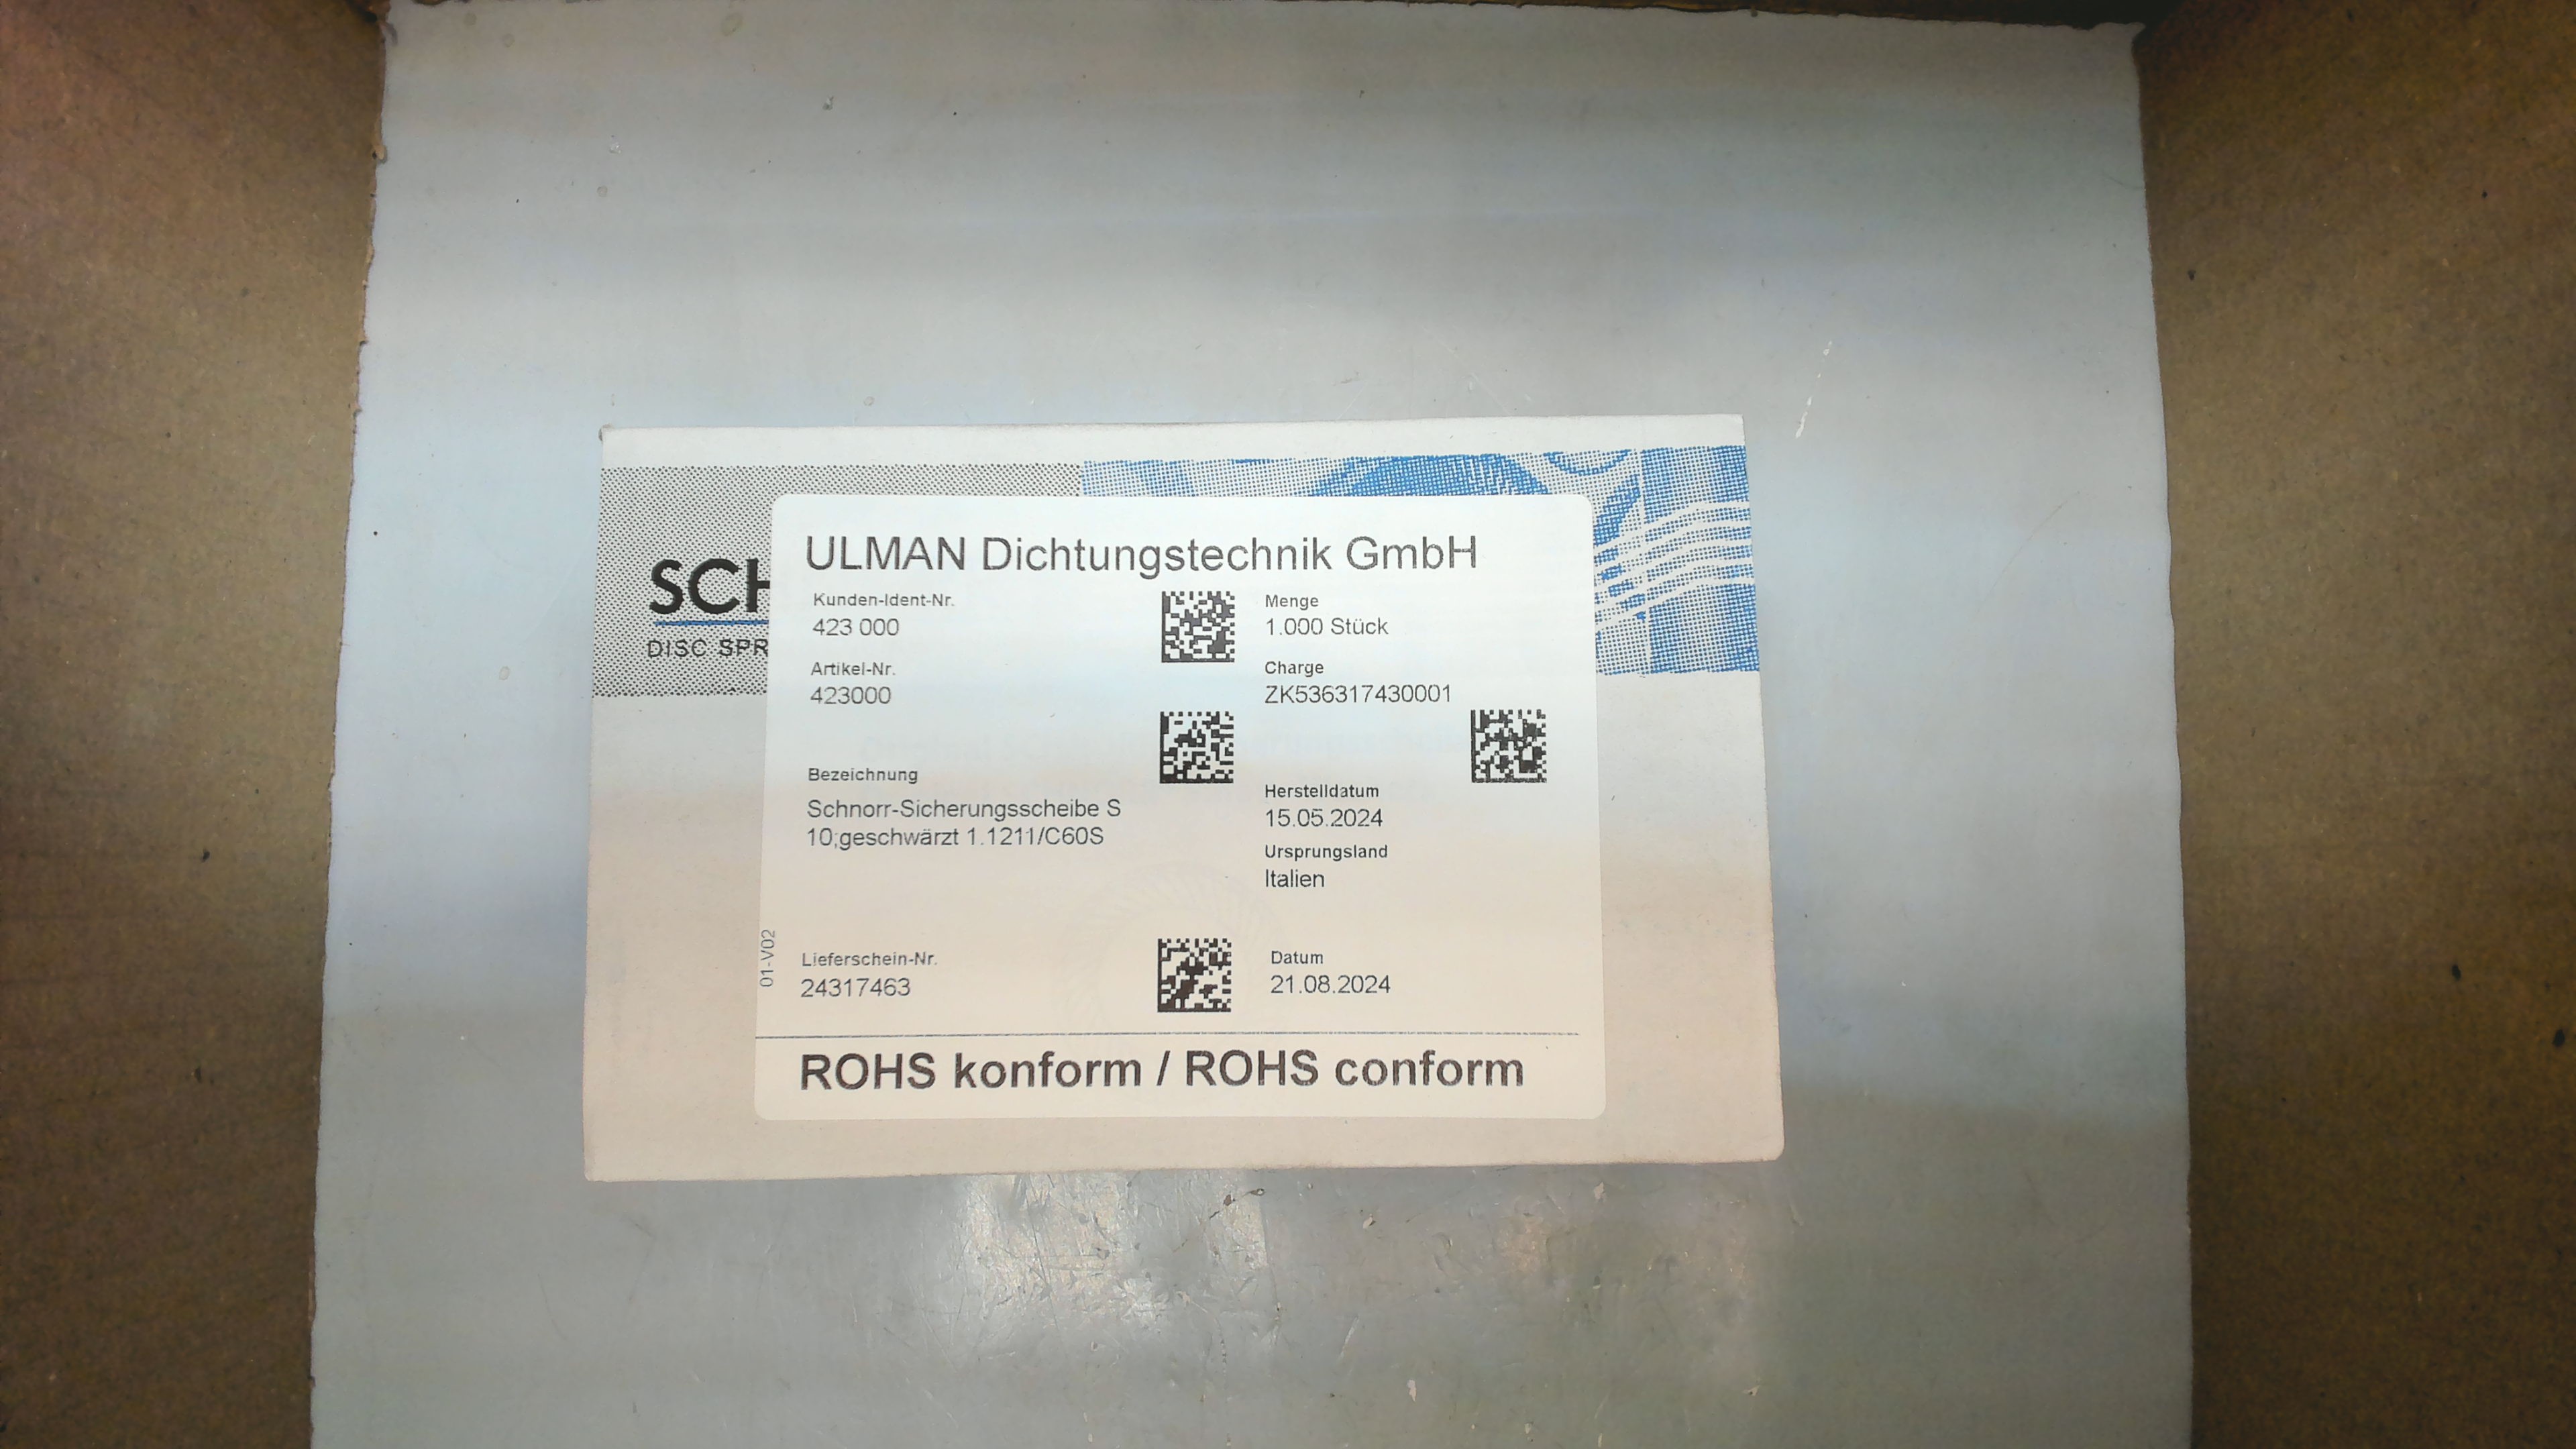 SCH
DISC SPR
ULMAN Dichtungstechnik GmbH
Kunden-Ident-Nr.
423 000
Menge
1.000 Stück
Artikel-Nr.
423000
Charge
ZK536317430001
Bezeichnung
Schnorr-Sicherungsscheibe S
10;geschwärzt 1.1211/C60S
Herstelldatum
15.05.2024
Ursprungsland
Italien
01-V02
Lieferschein-Nr.
24317463
Datum
21.08.2024
ROHS konform / ROHS conform